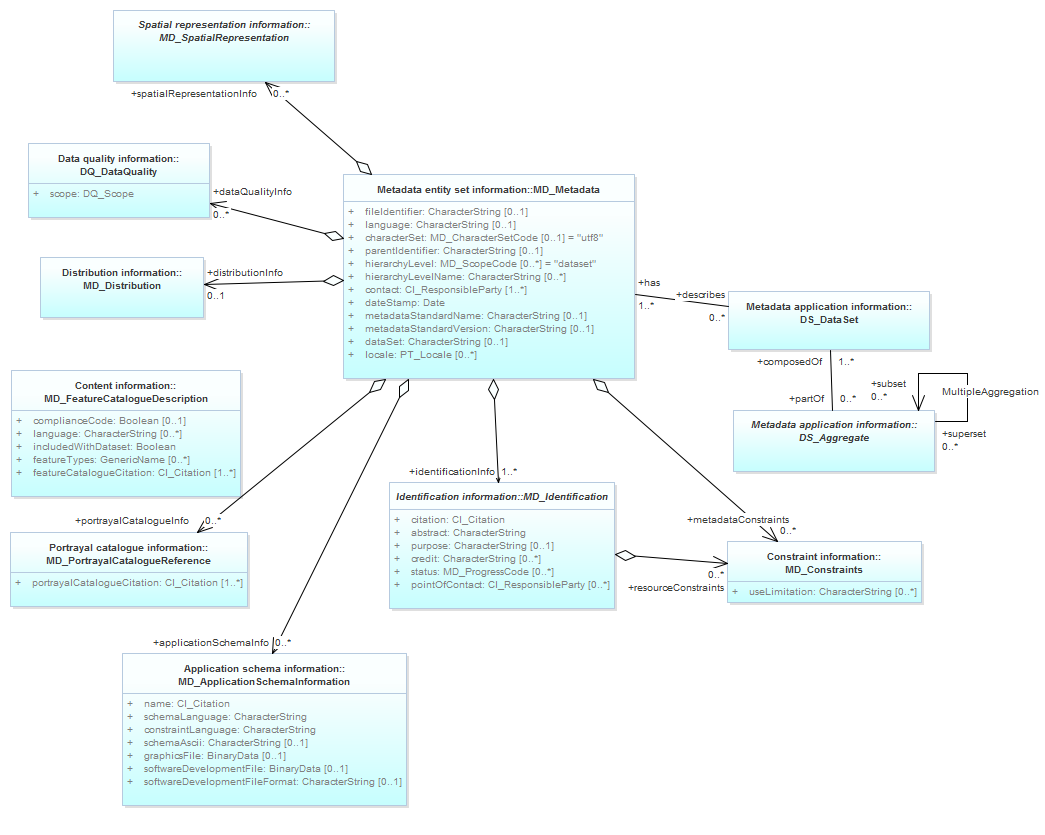 Spatial representation information::
MD_SpatialRepresentation
+spatialRepresentationInfo 0..*
Data quality information::
DQ_DataQuality
+ scope: DQ_Scope
+dataQualityInfo
0..*
Distribution information::
MD_Distribution
+distributionInfo
0..1
Metadata entity set information::MD_Metadata
+ fileIdentifier: CharacterString [0..1]
+ language: CharacterString [0..1]
+ characterSet: MD_CharacterSetCode [0..1] = "utf8"
+ parentIdentifier: CharacterString [0..1]
+ hierarchyLevel: MD_ScopeCode [0..*] = "dataset"
+ hierarchyLevelName: CharacterString [0..*]
+ contact: CI_ResponsibleParty [1..*]
+ dateStamp: Date
+ metadataStandardName: CharacterString [0..1]
+ metadataStandardVersion: CharacterString [0..1]
+ dataSet: CharacterString [0..1]
+ locale: PT_Locale [0..*]
+has
1..*
+describes
0..*
Metadata application information::
DS_DataSet
+composedOf 1..*
+partOf 0..*
+subset
0..*
MultipleAggregation
+superset
0..*
Metadata application information::
DS_Aggregate
Content information::
MD_FeatureCatalogueDescription
+ complianceCode: Boolean [0..1]
+ language: CharacterString [0..*]
+ includedWithDataset: Boolean
+ featureTypes: GenericName [0..*]
+ featureCatalogueCitation: CI_Citation [1..*]
+portrayalCatalogueInfo 0..*
Portrayal catalogue information::
MD_PortrayalCatalogueReference
+ portrayalCatalogueCitation: CI_Citation [1..*]
+identificationInfo 1..*
Identification information::MD_Identification
+ citation: CI_Citation
+ abstract: CharacterString
+ purpose: CharacterString [0..1]
+ credit: CharacterString [0..*]
+ status: MD_ProgressCode [0..*]
+ pointOfContact: CI_ResponsibleParty [0..*]
+metadataConstraints
0..*
0..*
+resourceConstraints
Constraint information::
MD_Constraints
+ useLimitation: CharacterString [0..*]
+applicationSchemaInfo 0..*
Application schema information::
MD_ApplicationSchemaInformation
+ name: CI_Citation
+ schemaLanguage: CharacterString
+ constraintLanguage: CharacterString
+ schemaAscii: CharacterString [0..1]
+ graphicsFile: BinaryData [0..1]
+ softwareDevelopmentFile: BinaryData [0..1]
+ softwareDevelopmentFileFormat: CharacterString [0..1]